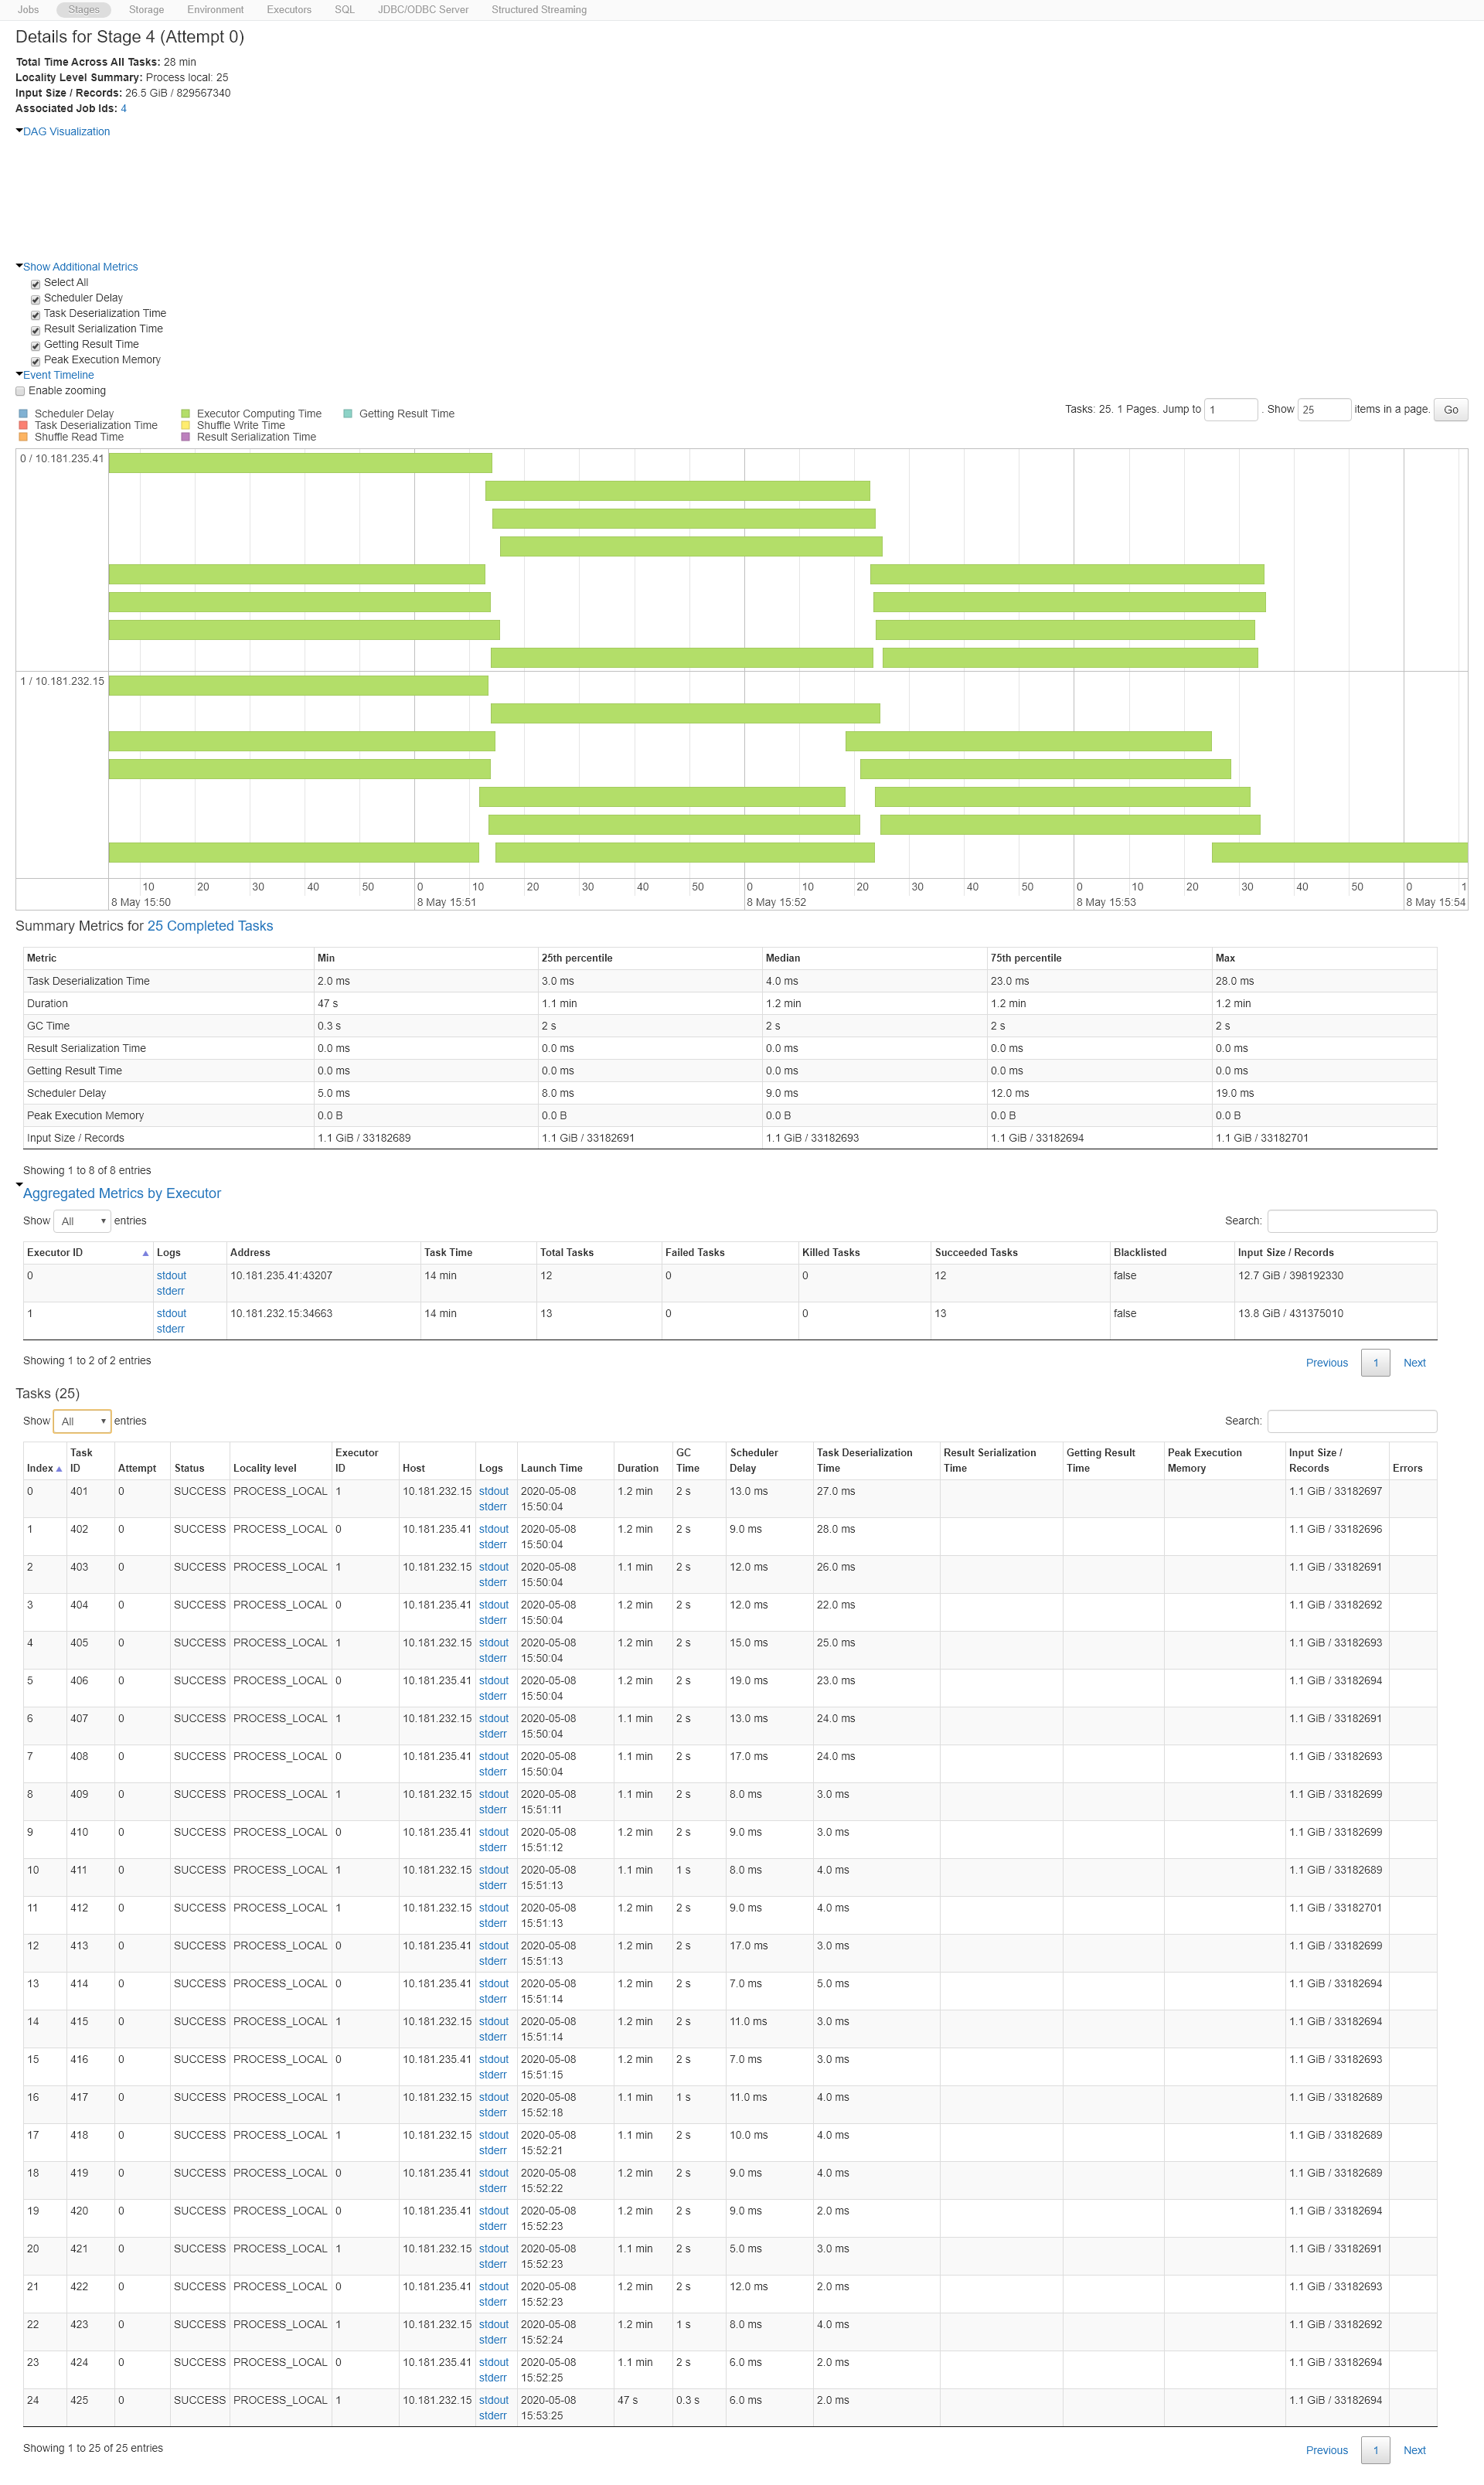 Jobs Stages Storage Environment Executors SQL JDBC/ODBC Server Structured Streaming
Details for Stage 4 (Attempt 0)
Total Time Across All Tasks: 28 min
Locality Level Summary: Process local: 25
Input Size / Records: 26.5 GiB / 829567340
Associated Job Ids: 4
DAG Visualization
Show Additional Metrics
Select All
Scheduler Delay
Task Deserialization Time
Result Serialization Time
Getting Result Time
Peak Execution Memory
Event Timeline
Enable zooming
Tasks: 25. 1 Pages. Jump to 1 . Show 25 items in a page. Go
Scheduler Delay Executor Computing Time Getting Result Time
Task Deserialization Time Shuffle Write Time
Shuffle Read Time Result Serialization Time
0 / 10.181.235.41
1 / 10.181.232.15
10 20 30 40 50 0 10 20 30 40 50 0 10 20 30 40 50 0 10 20 30 40 50 0 1
8 May 15:50 8 May 15:51 8 May 15:52 8 May 15:53 8 May 15:54
Summary Metrics for 25 Completed Tasks
Metric Min 25th percentile Median 75th percentile Max
Task Deserialization Time 2.0 ms 3.0 ms 4.0 ms 23.0 ms 28.0 ms
Duration 47 s 1.1 min 1.2 min 1.2 min 1.2 min
GC Time 0.3 s 2 s 2 s 2 s 2 s
Result Serialization Time 0.0 ms 0.0 ms 0.0 ms 0.0 ms 0.0 ms
Getting Result Time 0.0 ms 0.0 ms 0.0 ms 0.0 ms 0.0 ms
Scheduler Delay 5.0 ms 8.0 ms 9.0 ms 12.0 ms 19.0 ms
Peak Execution Memory 0.0 B 0.0 B 0.0 B 0.0 B 0.0 B
Input Size / Records 1.1 GiB / 33182689 1.1 GiB / 33182691 1.1 GiB / 33182693 1.1 GiB / 33182694 1.1 GiB / 33182701
Showing 1 to 8 of 8 entries
Aggregated Metrics by Executor
Show All entries Search:
Executor ID Logs Address Task Time Total Tasks Failed Tasks Killed Tasks Succeeded Tasks Blacklisted Input Size / Records
0 stdout 10.181.235.41:43207 14 min 12 0 0 12 false 12.7 GiB / 398192330
stderr
1 stdout 10.181.232.15:34663 14 min 13 0 0 13 false 13.8 GiB / 431375010
stderr
Showing 1 to 2 of 2 entries Previous 1 Next
Tasks (25)
Show All entries Search:
Task Executor GC Scheduler Task Deserialization Result Serialization Getting Result Peak Execution Input Size /
Index ID Attempt Status Locality level ID Host Logs Launch Time Duration Time Delay Time Time Time Memory Records Errors
0 401 0 SUCCESS PROCESS_LOCAL 1 10.181.232.15 stdout 2020-05-08 1.2 min 2 s 13.0 ms 27.0 ms 1.1 GiB / 33182697
stderr 15:50:04
1 402 0 SUCCESS PROCESS_LOCAL 0 10.181.235.41 stdout 2020-05-08 1.2 min 2 s 9.0 ms 28.0 ms 1.1 GiB / 33182696
stderr 15:50:04
2 403 0 SUCCESS PROCESS_LOCAL 1 10.181.232.15 stdout 2020-05-08 1.1 min 2 s 12.0 ms 26.0 ms 1.1 GiB / 33182691
stderr 15:50:04
3 404 0 SUCCESS PROCESS_LOCAL 0 10.181.235.41 stdout 2020-05-08 1.2 min 2 s 12.0 ms 22.0 ms 1.1 GiB / 33182692
stderr 15:50:04
4 405 0 SUCCESS PROCESS_LOCAL 1 10.181.232.15 stdout 2020-05-08 1.2 min 2 s 15.0 ms 25.0 ms 1.1 GiB / 33182693
stderr 15:50:04
5 406 0 SUCCESS PROCESS_LOCAL 0 10.181.235.41 stdout 2020-05-08 1.2 min 2 s 19.0 ms 23.0 ms 1.1 GiB / 33182694
stderr 15:50:04
6 407 0 SUCCESS PROCESS_LOCAL 1 10.181.232.15 stdout 2020-05-08 1.1 min 2 s 13.0 ms 24.0 ms 1.1 GiB / 33182691
stderr 15:50:04
7 408 0 SUCCESS PROCESS_LOCAL 0 10.181.235.41 stdout 2020-05-08 1.1 min 2 s 17.0 ms 24.0 ms 1.1 GiB / 33182693
stderr 15:50:04
8 409 0 SUCCESS PROCESS_LOCAL 1 10.181.232.15 stdout 2020-05-08 1.1 min 2 s 8.0 ms 3.0 ms 1.1 GiB / 33182699
stderr 15:51:11
9 410 0 SUCCESS PROCESS_LOCAL 0 10.181.235.41 stdout 2020-05-08 1.2 min 2 s 9.0 ms 3.0 ms 1.1 GiB / 33182699
stderr 15:51:12
10 411 0 SUCCESS PROCESS_LOCAL 1 10.181.232.15 stdout 2020-05-08 1.1 min 1 s 8.0 ms 4.0 ms 1.1 GiB / 33182689
stderr 15:51:13
11 412 0 SUCCESS PROCESS_LOCAL 1 10.181.232.15 stdout 2020-05-08 1.2 min 2 s 9.0 ms 4.0 ms 1.1 GiB / 33182701
stderr 15:51:13
12 413 0 SUCCESS PROCESS_LOCAL 0 10.181.235.41 stdout 2020-05-08 1.2 min 2 s 17.0 ms 3.0 ms 1.1 GiB / 33182699
stderr 15:51:13
13 414 0 SUCCESS PROCESS_LOCAL 0 10.181.235.41 stdout 2020-05-08 1.2 min 2 s 7.0 ms 5.0 ms 1.1 GiB / 33182694
stderr 15:51:14
14 415 0 SUCCESS PROCESS_LOCAL 1 10.181.232.15 stdout 2020-05-08 1.2 min 2 s 11.0 ms 3.0 ms 1.1 GiB / 33182694
stderr 15:51:14
15 416 0 SUCCESS PROCESS_LOCAL 0 10.181.235.41 stdout 2020-05-08 1.2 min 2 s 7.0 ms 3.0 ms 1.1 GiB / 33182693
stderr 15:51:15
16 417 0 SUCCESS PROCESS_LOCAL 1 10.181.232.15 stdout 2020-05-08 1.1 min 1 s 11.0 ms 4.0 ms 1.1 GiB / 33182689
stderr 15:52:18
17 418 0 SUCCESS PROCESS_LOCAL 1 10.181.232.15 stdout 2020-05-08 1.1 min 2 s 10.0 ms 4.0 ms 1.1 GiB / 33182689
stderr 15:52:21
18 419 0 SUCCESS PROCESS_LOCAL 0 10.181.235.41 stdout 2020-05-08 1.2 min 2 s 9.0 ms 4.0 ms 1.1 GiB / 33182689
stderr 15:52:22
19 420 0 SUCCESS PROCESS_LOCAL 0 10.181.235.41 stdout 2020-05-08 1.2 min 2 s 9.0 ms 2.0 ms 1.1 GiB / 33182694
stderr 15:52:23
20 421 0 SUCCESS PROCESS_LOCAL 1 10.181.232.15 stdout 2020-05-08 1.1 min 2 s 5.0 ms 3.0 ms 1.1 GiB / 33182691
stderr 15:52:23
21 422 0 SUCCESS PROCESS_LOCAL 0 10.181.235.41 stdout 2020-05-08 1.2 min 2 s 12.0 ms 2.0 ms 1.1 GiB / 33182693
stderr 15:52:23
22 423 0 SUCCESS PROCESS_LOCAL 1 10.181.232.15 stdout 2020-05-08 1.2 min 1 s 8.0 ms 4.0 ms 1.1 GiB / 33182692
stderr 15:52:24
23 424 0 SUCCESS PROCESS_LOCAL 0 10.181.235.41 stdout 2020-05-08 1.1 min 2 s 6.0 ms 2.0 ms 1.1 GiB / 33182694
stderr 15:52:25
24 425 0 SUCCESS PROCESS_LOCAL 1 10.181.232.15 stdout 2020-05-08 47 s 0.3 s 6.0 ms 2.0 ms 1.1 GiB / 33182694
stderr 15:53:25
Showing 1 to 25 of 25 entries Previous 1 Next